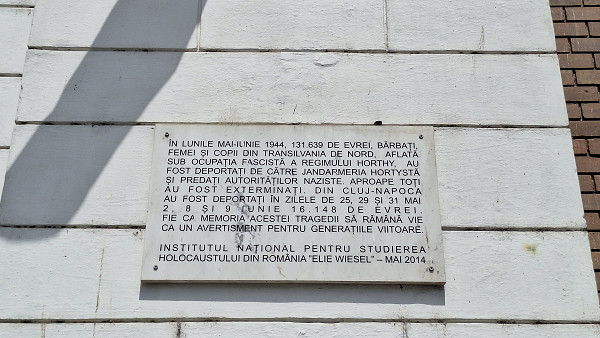 ÎN LUNILE MAI-IUNIE 1944, 131.639 DE EVREI, BĂRBAȚI,
FEMEI ȘI COPII DIN TRANSILVANIA DE NORD, AFLATĂ
SUB OCUPAȚIA FASCISTĂ A REGIMULUI HORTHY, AU
FOST DEPORTAȚI DE CĂTRE JANDARMERIA HORTYSTĂ
ȘI PREDAȚI AUTORITĂȚILOR NAZISTE. APROAPE TOȚI
AU FOST EXTERMINAȚI. DIN CLUJ-NAPOCA
AU FOST DEPORTAȚI ÎN ZILELE DE 25, 29 ȘI 31 MAI
2, 8 ȘI 9 IUNIE 16.148 DE EVREI.
FIE CA MEMORIA ACESTEI TRAGEDII SĂ RĂMÂNĂ VIE
CA UN AVERTISMENT PENTRU GENERAȚIILE VIITOARE.
INSTITUTUL NAȚIONAL PENTRU STUDIEREA
HOLOCAUSTULUI DIN ROMÂNIA "ELIE WIESEL" – MAI 2014